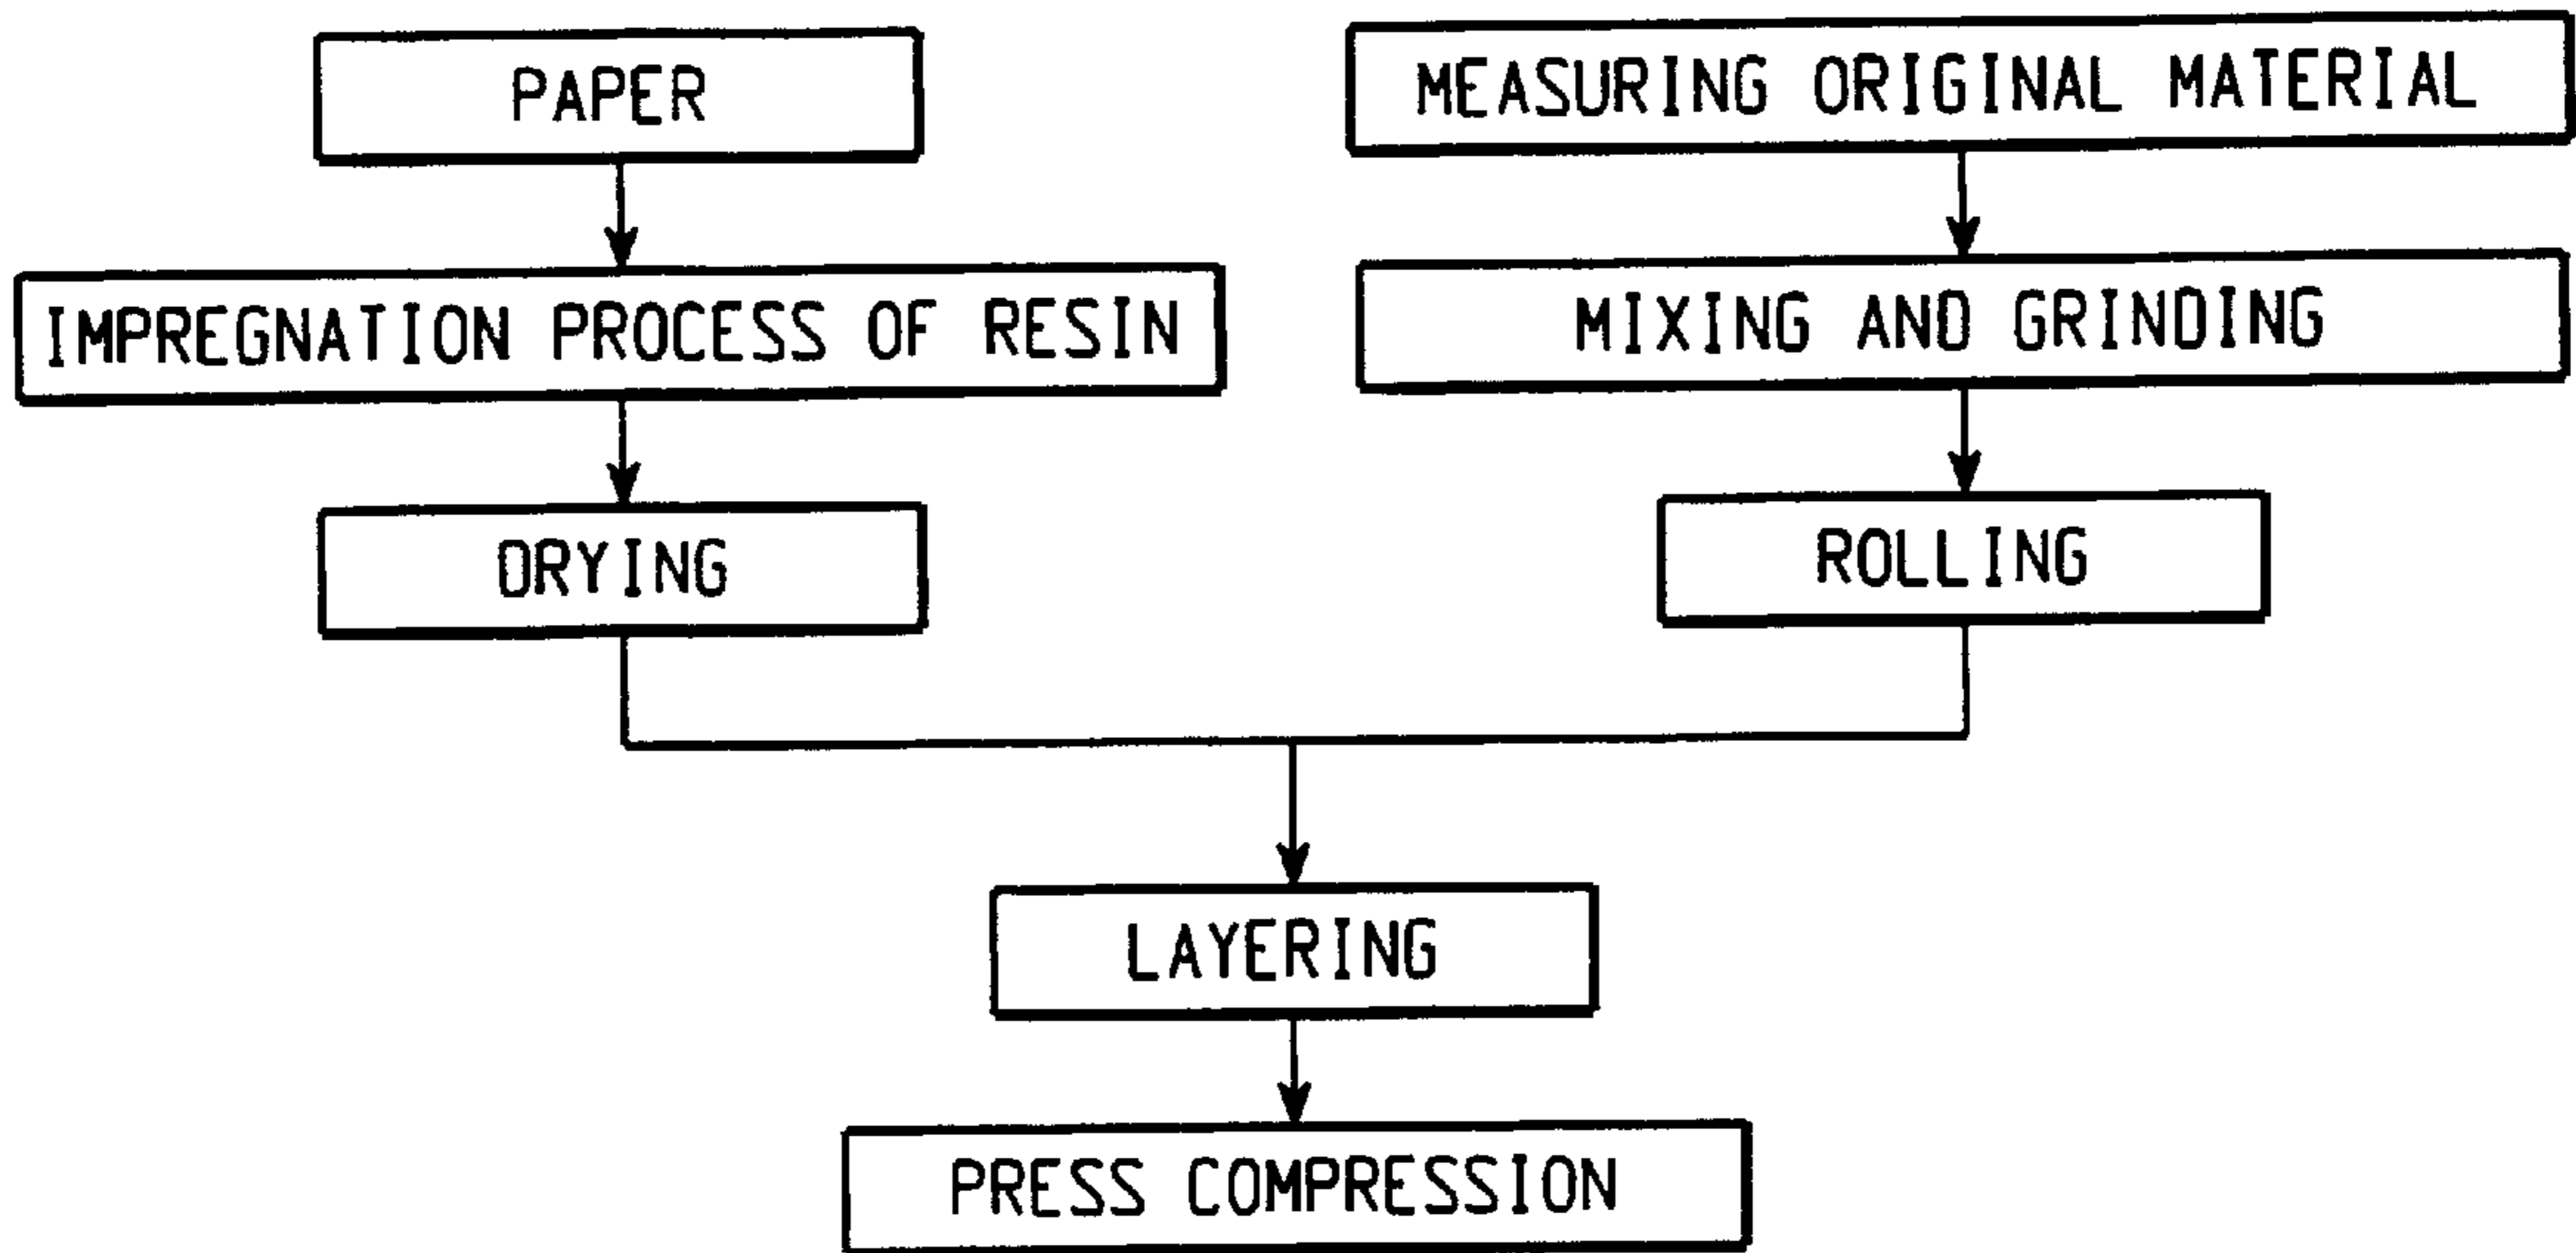 PAPER
MEASURING ORIGINAL MATERIAL
IMPREGNATION PROCESS OF RESIN
MIXING AND GRINDING
DRYING
ROLLING
LAYERING
PRESS COMPRESSION